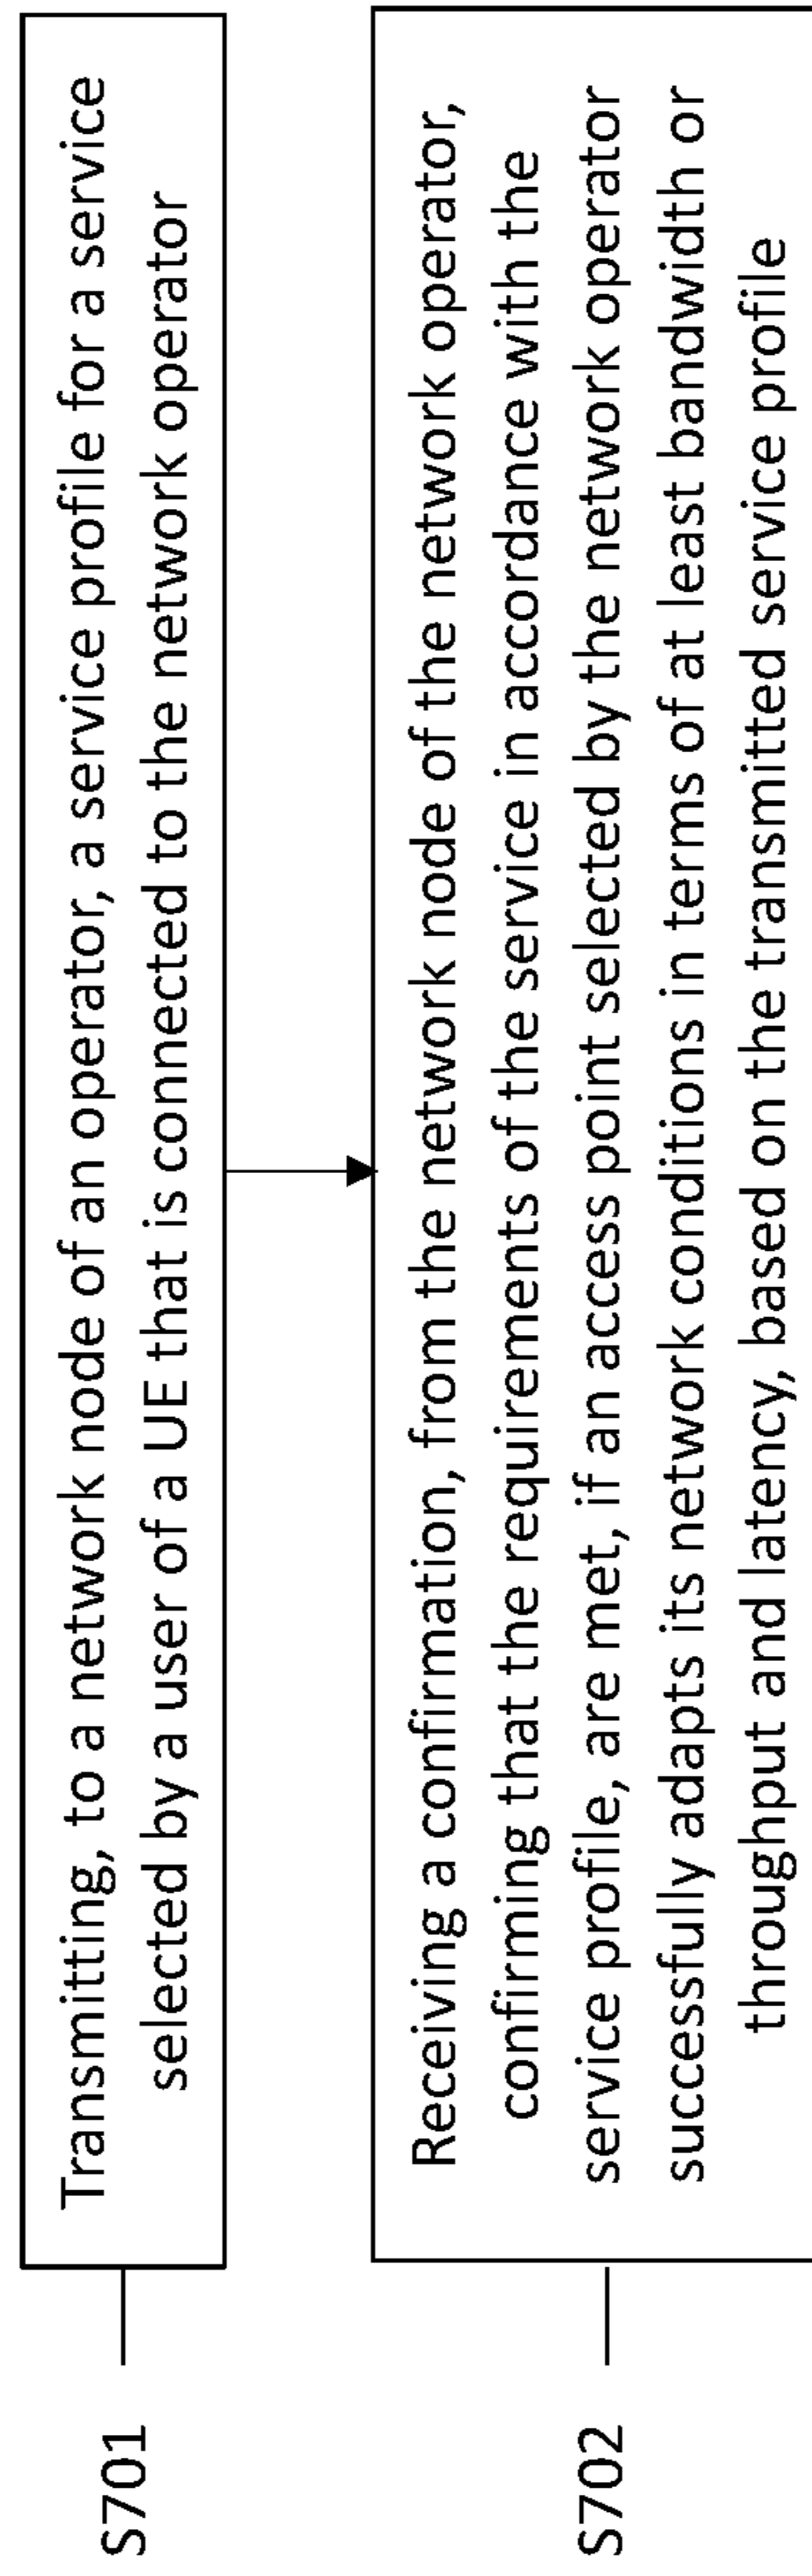 S701
Transmitting, to a network node of an operator, a service profile for a service
selected by a user of a UE that is connected to the network operator
S702
Receiving a confirmation, from the network node of the network operator,
confirming that the requirements of the service in accordance with the
service profile, are met, if an access point selected by the network operator
successfully adapts its network conditions in terms of at least bandwidth or
throughput and latency, based on the transmitted service profile